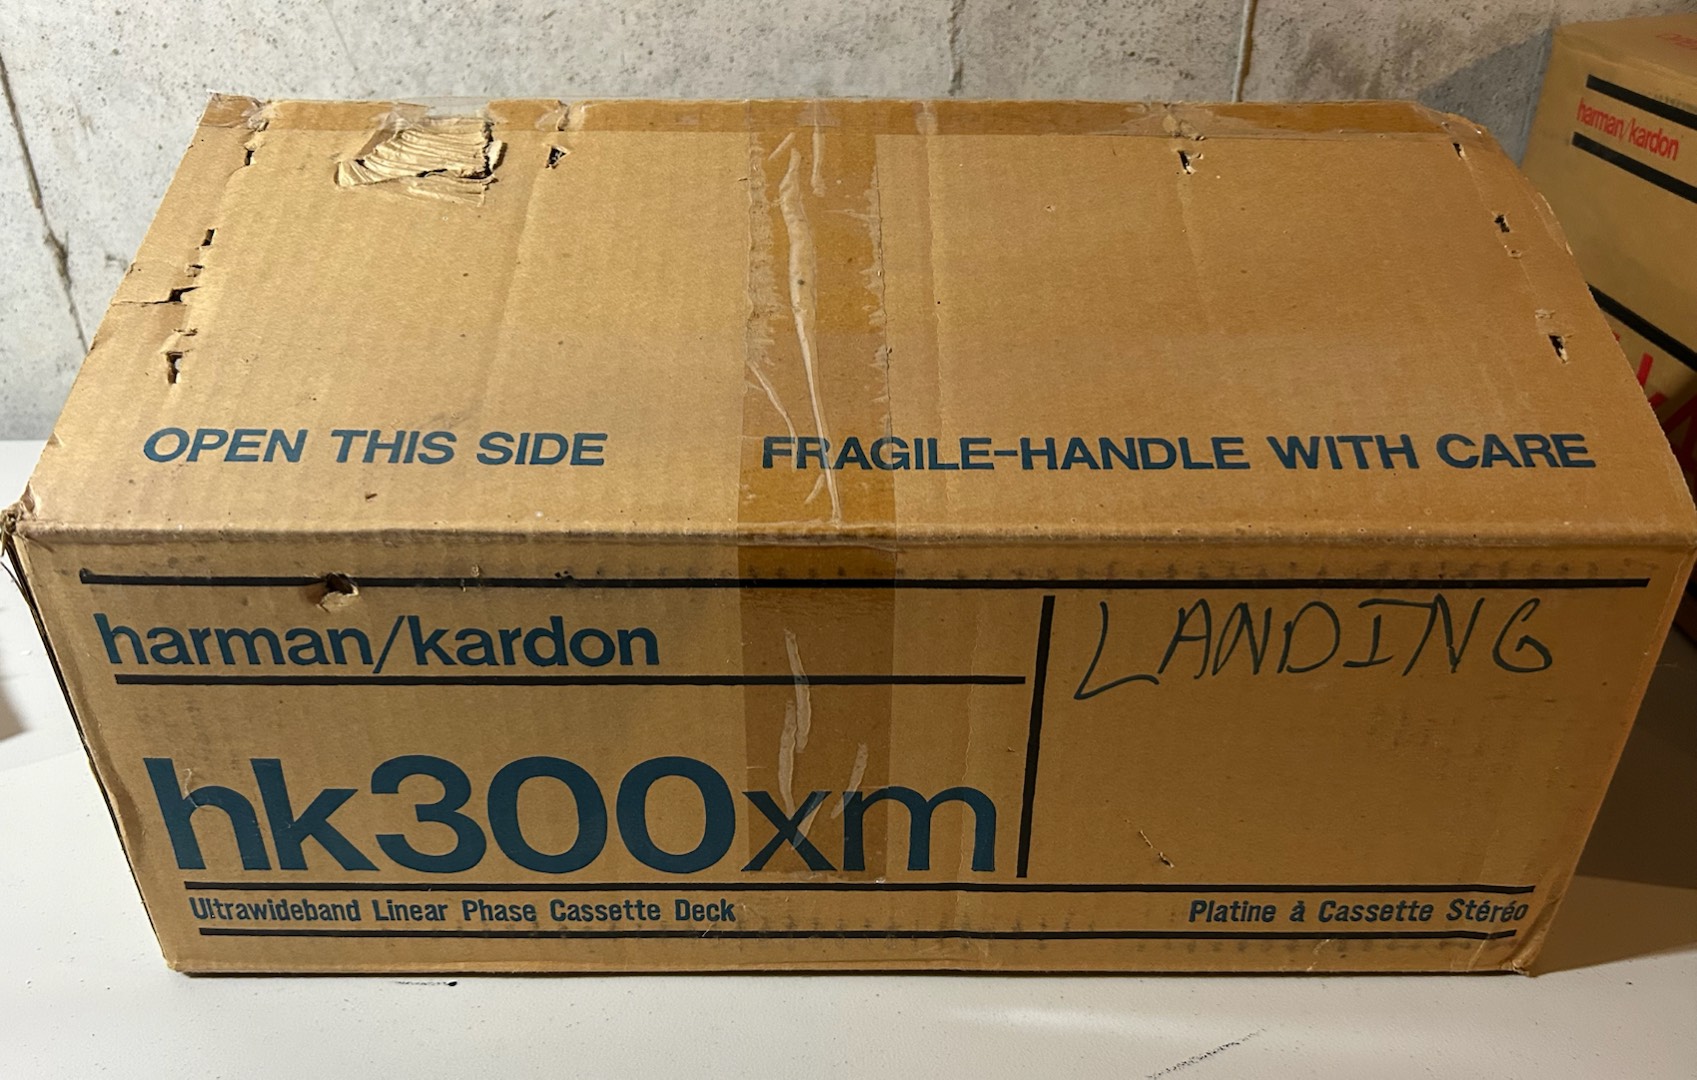 OPEN THIS SIDE
FRAGILE-HANDLE WITH CARE
harman/kardon
LANDING
hk300xm
Ultrawideband Linear Phase Cassette Deck
Platine à Cassette Stéréo
harman/kardon